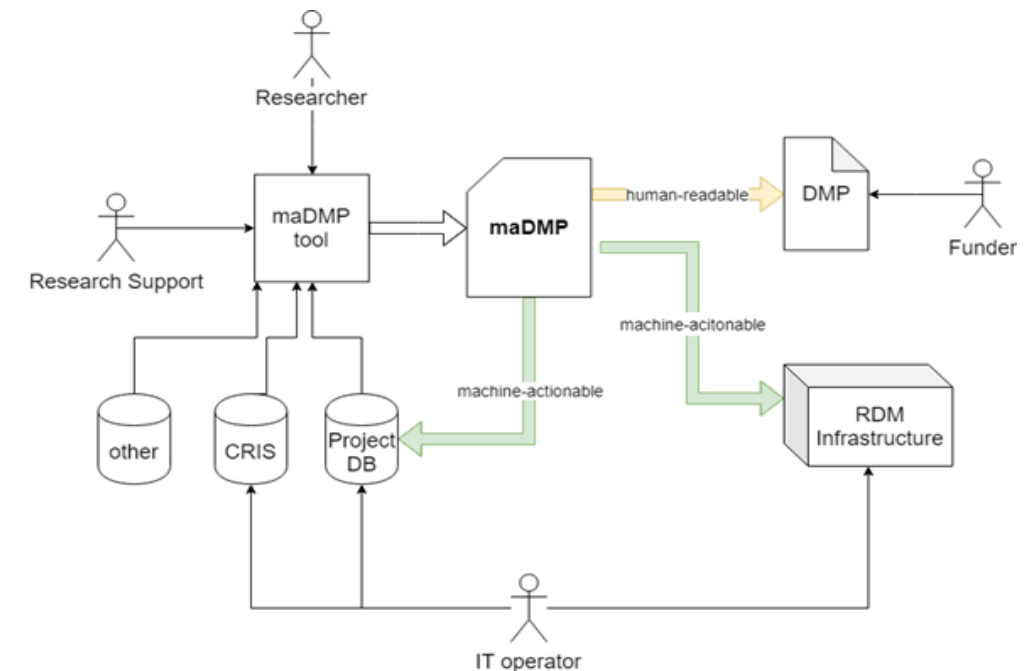 Researcher
maDMP
tool
maDMP
human-readable
DMP
Funder
Research Support
machine-acitonable
machine-actionable
other
CRIS
Project
DB
RDM
Infrastructure
IT operator